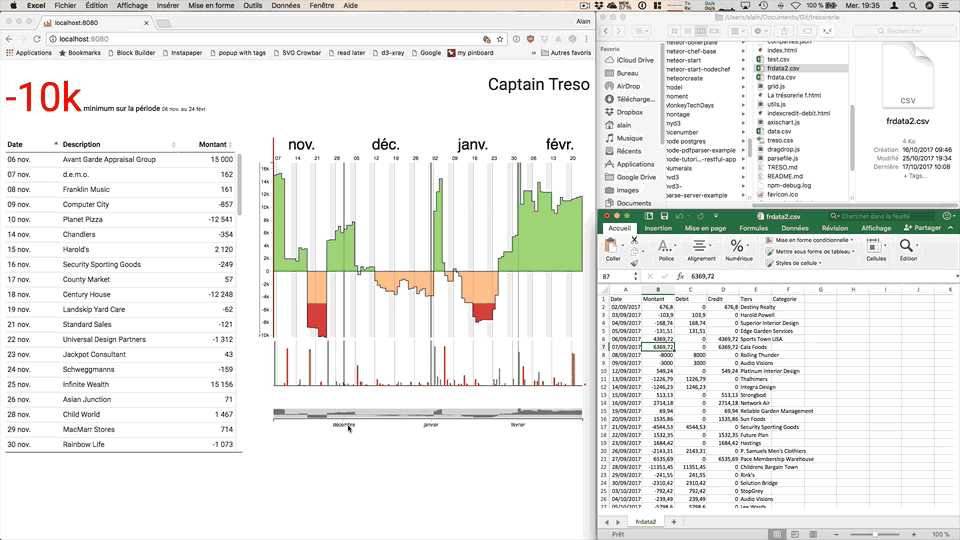 Excel Fichier Édition Affichage Insérer Mise en forme Outils Données Fenêtre Aide
100 % Mer. 19:35
localhost:8080
Alain
localhost:8080
Applications Bookmarks Block Builder Instapaper popup with tags SVG Crowbar read later d3-xray Google my pinboard Autres favoris
-10k minimum sur la période 06 nov. au 24 févr.
Captain Treso
Date Description Montant
06 nov. Avant Garde Appraisal Group 15 000
07 nov. d.e.m.o. 162
08 nov. Franklin Music 161
09 nov. Computer City -857
10 nov. Planet Pizza -12 541
14 nov. Chandlers -354
15 nov. Harold's 2 120
16 nov. Security Sporting Goods -249
17 nov. County Market 57
18 nov. Century House -12 248
19 nov. Landskip Yard Care -62
21 nov. Standard Sales -121
22 nov. Universal Design Partners -1 312
23 nov. Jackpot Consultant 43
24 nov. Schweggmanns -159
25 nov. Infinite Wealth 15 156
26 nov. Asian Junction 71
28 nov. Child World 1 467
29 nov. MacMarr Stores 714
30 nov. Rainbow Life -1 073
nov. déc. janv. févr.
07 14 21 29 05 12 19 26 02 09 16 23 30 06 13 20
16k
14k
12k
10k
8k
6k
4k
2k
0
-2k
-4k
-6k
-8k
-10k
décembre janvier février
/Users/alain/Documents/Git/tresorerie
Rechercher
Favoris
iCloud Drive
Bureau
AirDrop
Télécharge...
Dropbox
alain
Musique
Récents
Applications
Google Drive
Images
Documents
meteor-chef-base
meteor-start
meteor-start-nodechef
meteorcreate
model
moment
MonkeyTechDays
myd3
nicenumber
node postgres
node-pdfparser-example
node-tutori...-restful-app
Numerals
nvd3
nvd3-
parse-server-example
index.html
test.csv
frdata2.csv
frdata.csv
grid.js
La trésorerie f.html
utils.js
indexcredit-debit.html
axischart.js
data.csv
treso.css
dragdrop.js
parsefile.js
TRESO.md
README.md
npm-debug.log
favicon.ico
CSV
frdata2.csv
4 Ko
Création 16/10/2017 09:46
Modifié 25/10/2017 19:34
Dernière 17/10/2017 10:08
+ Tags...
frdata2.csv
Chercher dans la feuille
Accueil Insertion Mise en page Formules Données Révision Affichage Partager
Coller Police Alignement Numérique
Mise en forme conditionnelle
Mettre sous forme de tableau
Styles de cellule
Cellules Édition
B7 fx 6369,72
A B C D E F G H I J K
1 Date Montant Debit Credit Tiers Categorie
2 02/09/2017 676,8 0 676,8 Destiny Realty
3 03/09/2017 -103,9 103,9 0 Harold Powell
4 04/09/2017 -168,74 168,74 0 Superior Interior Design
5 05/09/2017 -131,51 131,51 0 Edge Garden Services
6 06/09/2017 4369,72 0 4369,72 Sports Town USA
7 07/09/2017 6369,72 0 6369,72 Cala Foods
8 08/09/2017 -8000 8000 0 Rolling Thunder
9 09/09/2017 -3000 3000 0 Audio Visions
10 12/09/2017 549,24 0 549,24 Platinum Interior Design
11 13/09/2017 -1226,79 1226,79 0 Thalhimers
12 14/09/2017 -1246,23 1246,23 0 Integra Design
13 15/09/2017 513,13 0 513,13 Strongbod
14 16/09/2017 2714,18 0 2714,18 Network Air
15 19/09/2017 69,94 0 69,94 Reliable Garden Management
16 20/09/2017 1535,86 0 1535,86 Sun Foods
17 21/09/2017 -4544,53 4544,53 0 Security Sporting Goods
18 22/09/2017 1532,35 0 1532,35 Future Plan
19 23/09/2017 1684,42 0 1684,42 Hastings
20 26/09/2017 -2143,31 2143,31 0 P. Samuels Men's Clothiers
21 27/09/2017 6535,69 0 6535,69 Pace Membership Warehouse
22 28/09/2017 -11351,45 11351,45 0 Childrens Bargain Town
23 29/09/2017 -241,55 241,55 0 Rink's
24 30/09/2017 -2310,42 2310,42 0 Solution Bridge
25 03/10/2017 -792,42 792,42 0 StopGrey
26 04/10/2017 -239,49 239,49 0 Audio Visions
27 05/10/2017 -5798,6 5798,6 0 Lee Wards
frdata2
Prêt 100 %